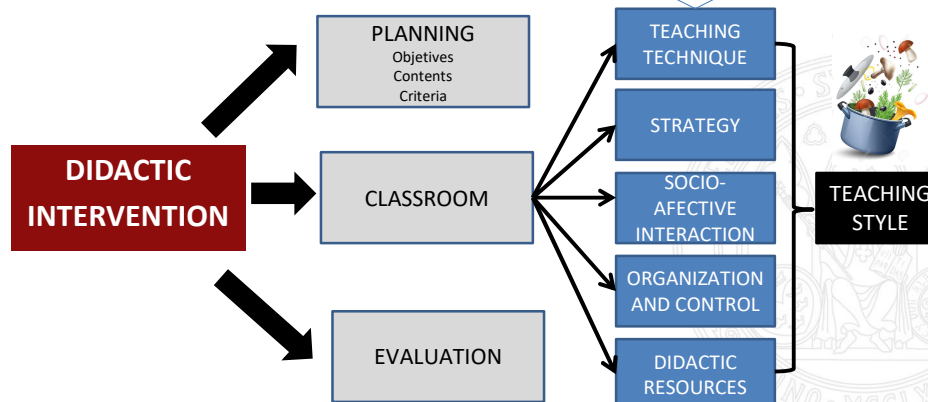 PLANNING
Objetives
Contents
Criteria
DIDACTIC
INTERVENTION
CLASSROOM
EVALUATION
TEACHING
TECHNIQUE
STRATEGY
SOCIO-
AFECTIVE
INTERACTION
ORGANIZATION
AND CONTROL
DIDACTIC
RESOURCES
TEACHING
STYLE